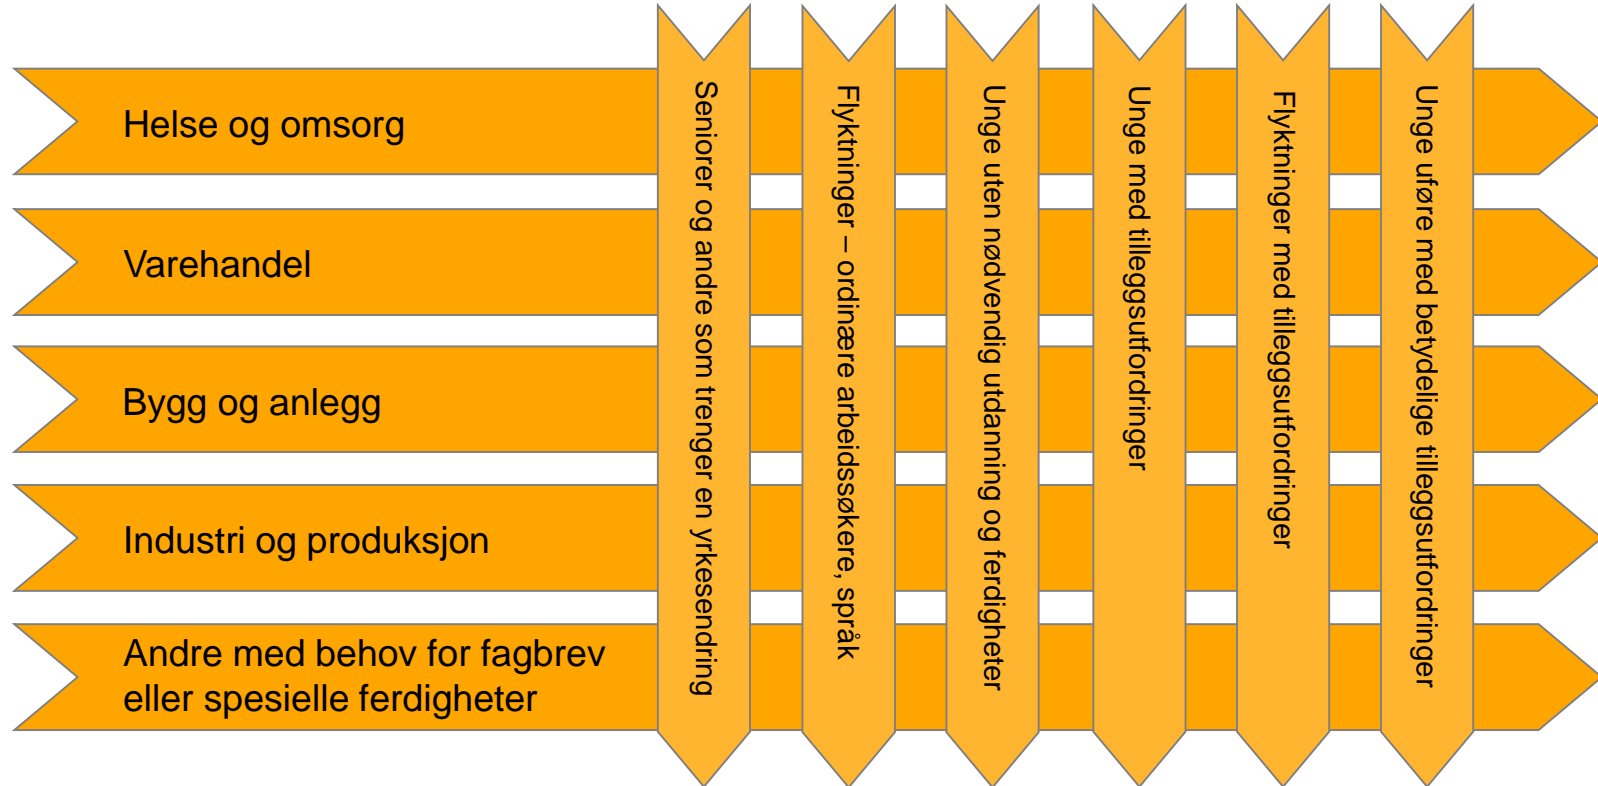 Helse og omsorg
Varehandel
Bygg og anlegg
Industri og produksjon
Andre med behov for fagbrev
eller spesielle ferdigheter
Seniorer og andre som trenger en yrkesendring
Flyktninger – ordinære arbeidssøkere, språk
Unge uten nødvendig utdanning og ferdigheter
Unge med tilleggsutfordringer
Flyktninger med tilleggsutfordringer
Unge uføre med betydelige tilleggsutfordringer